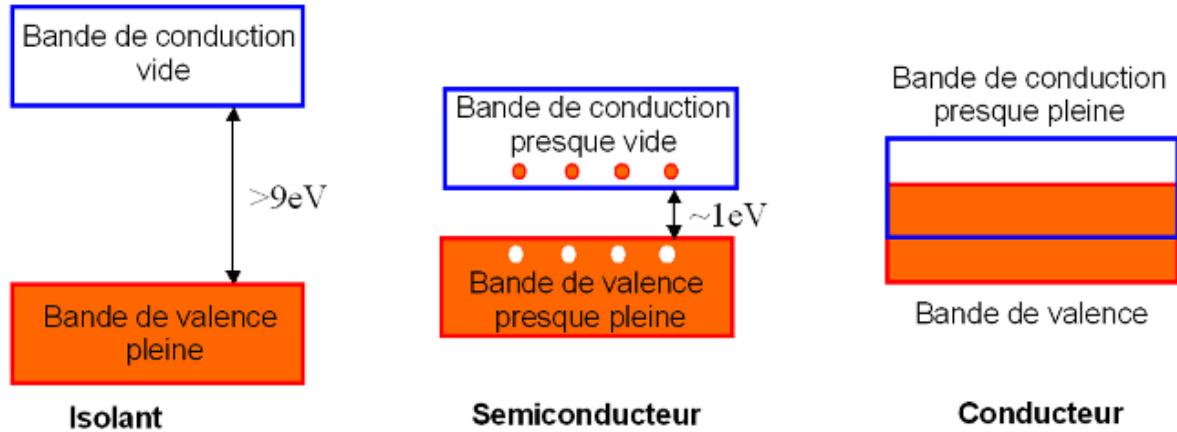 Bande de conduction
vide
>9eV
Bande de valence
pleine
Isolant
Bande de conduction
presque vide
~1eV
Bande de valence
presque pleine
Semiconducteur
Bande de conduction
presque pleine
Bande de valence
Conducteur